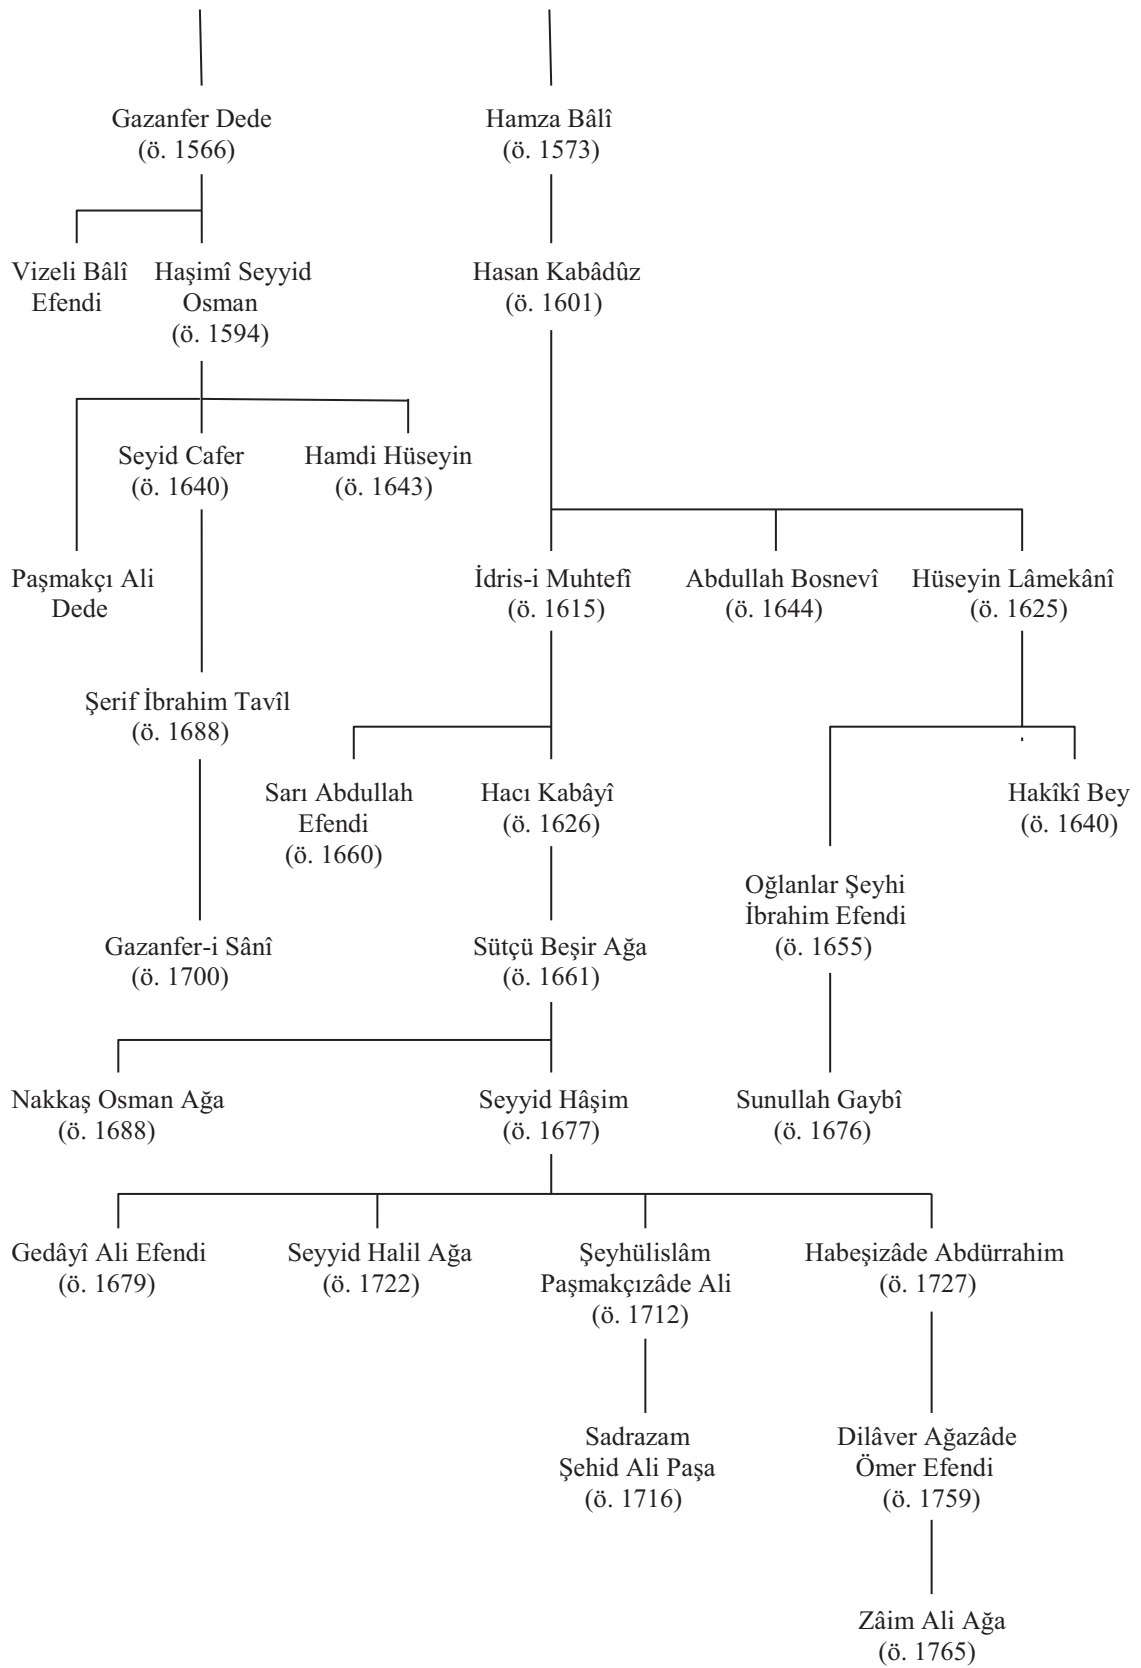 Gazanfer Dede
(ö. 1566)
Hamza Bâlî
(ö. 1573)
Vizeli Bâlî
Efendi
Haşimî Seyyid
Osman
(ö. 1594)
Hasan Kabâdûz
(ö. 1601)
Seyid Cafer
(ö. 1640)
Hamdi Hüseyin
(ö. 1643)
Paşmakçı Ali
Dede
İdris-i Muhtefî
(ö. 1615)
Abdullah Bosnevî
(ö. 1644)
Hüseyin Lâmekânî
(ö. 1625)
Şerif İbrahim Tavîl
(ö. 1688)
Sarı Abdullah
Efendi
(ö. 1660)
Hacı Kabâyî
(ö. 1626)
Hakîkî Bey
(ö. 1640)
Oğlanlar Şeyhi
İbrahim Efendi
(ö. 1655)
Gazanfer-i Sânî
(ö. 1700)
Sütçü Beşir Ağa
(ö. 1661)
Nakkaş Osman Ağa
(ö. 1688)
Seyyid Hâşim
(ö. 1677)
Sunullah Gaybî
(ö. 1676)
Gedâyî Ali Efendi
(ö. 1679)
Seyyid Halil Ağa
(ö. 1722)
Şeyhülislâm
Paşmakçızâde Ali
(ö. 1712)
Habeşizâde Abdürrahim
(ö. 1727)
Sadrazam
Şehid Ali Paşa
(ö. 1716)
Dilâver Ağazâde
Ömer Efendi
(ö. 1759)
Zâim Ali Ağa
(ö. 1765)